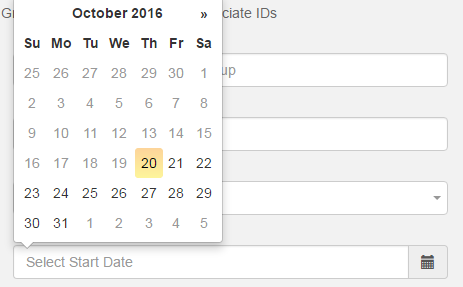 G ciate IDs
October 2016 »
Su Mo Tu We Th Fr Sa
25 26 27 28 29 30 1
up
2 3 4 5 6 7 8
9 10 11 12 13 14 15
16 17 18 19 20 21 22
23 24 25 26 27 28 29
30 31 1 2 3 4 5
Select Start Date